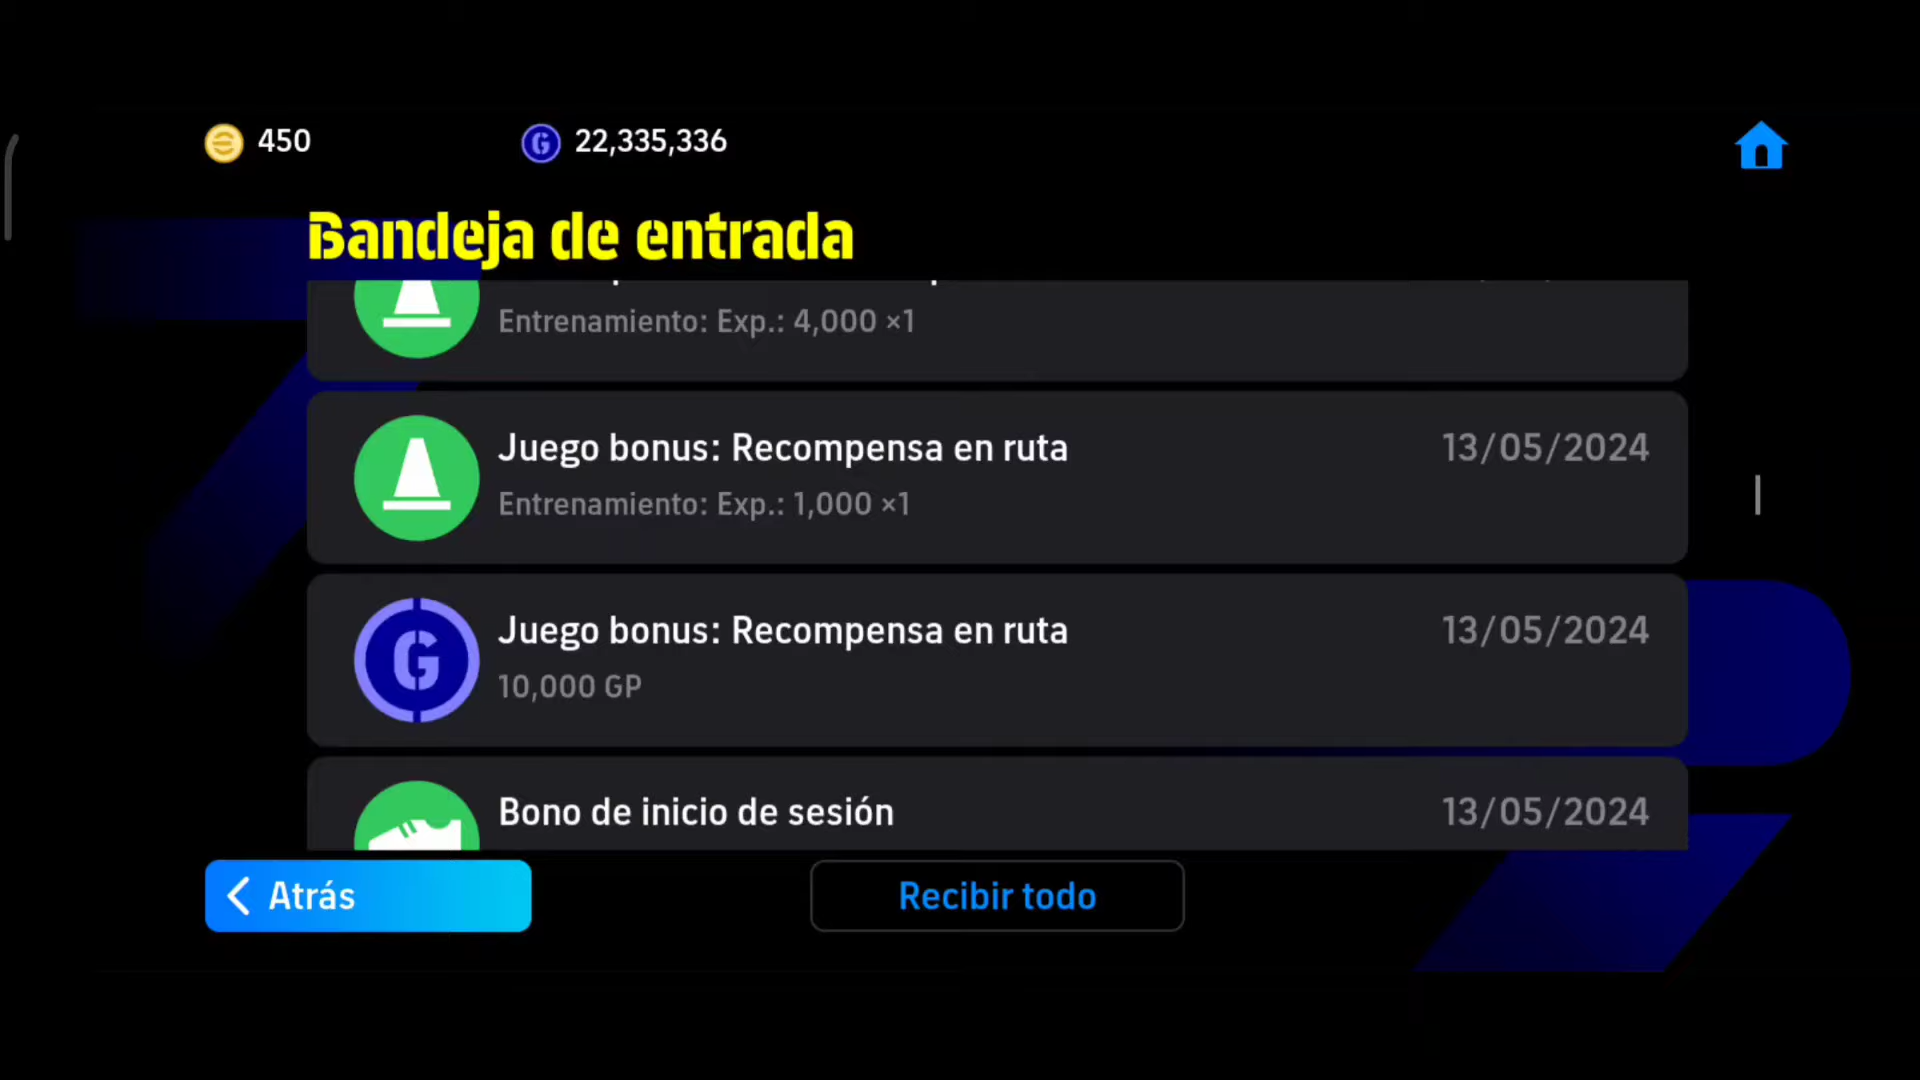 450
22,335,336
Bandeja de entrada
Entrenamiento: Exp.: 4,000 ×1
Juego bonus: Recompensa en ruta
13/05/2024
Entrenamiento: Exp.: 1,000 ×1
G
Juego bonus: Recompensa en ruta
13/05/2024
10,000 GP
Bono de inicio de sesión
13/05/2024
Atrás
Recibir todo